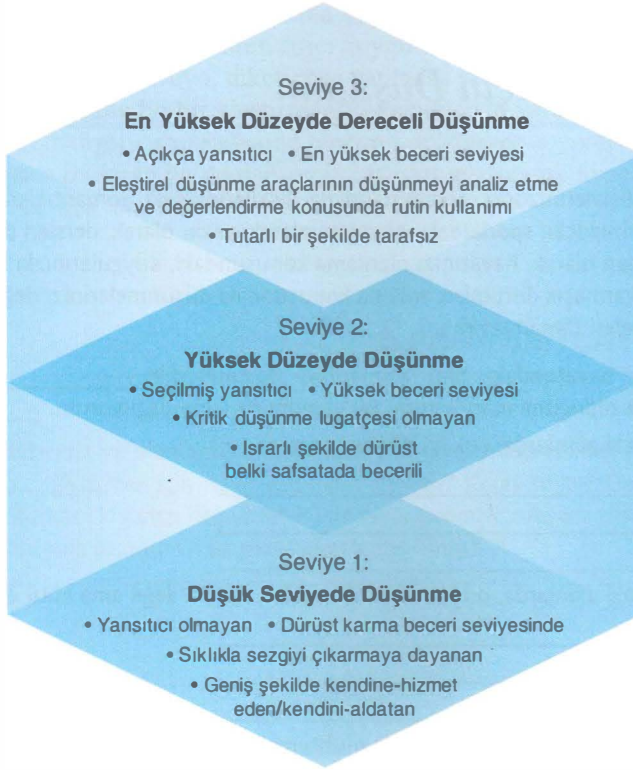 Seviye 3:
En Yüksek Düzeyde Dereceli Düşünme
• Açıkça yansıtıcı • En yüksek beceri seviyesi
• Eleştirel düşünme araçlarının düşünmeyi analiz etme
ve değerlendirme konusunda rutin kullanımı
• Tutarlı bir şekilde tarafsız
Seviye 2:
Yüksek Düzeyde Düşünme
• Seçilmiş yansıtıcı • Yüksek beceri seviyesi
• Kritik düşünme lugatçesi olmayan
• Israrlı şekilde dürüst
belki safsatada becerili
Seviye 1:
Düşük Seviyede Düşünme
• Yansıtıcı olmayan • Dürüst karma beceri seviyesinde
• Sıklıkla sezgiyi çıkarmaya dayanan
• Geniş şekilde kendine-hizmet
eden/kendini-aldatan